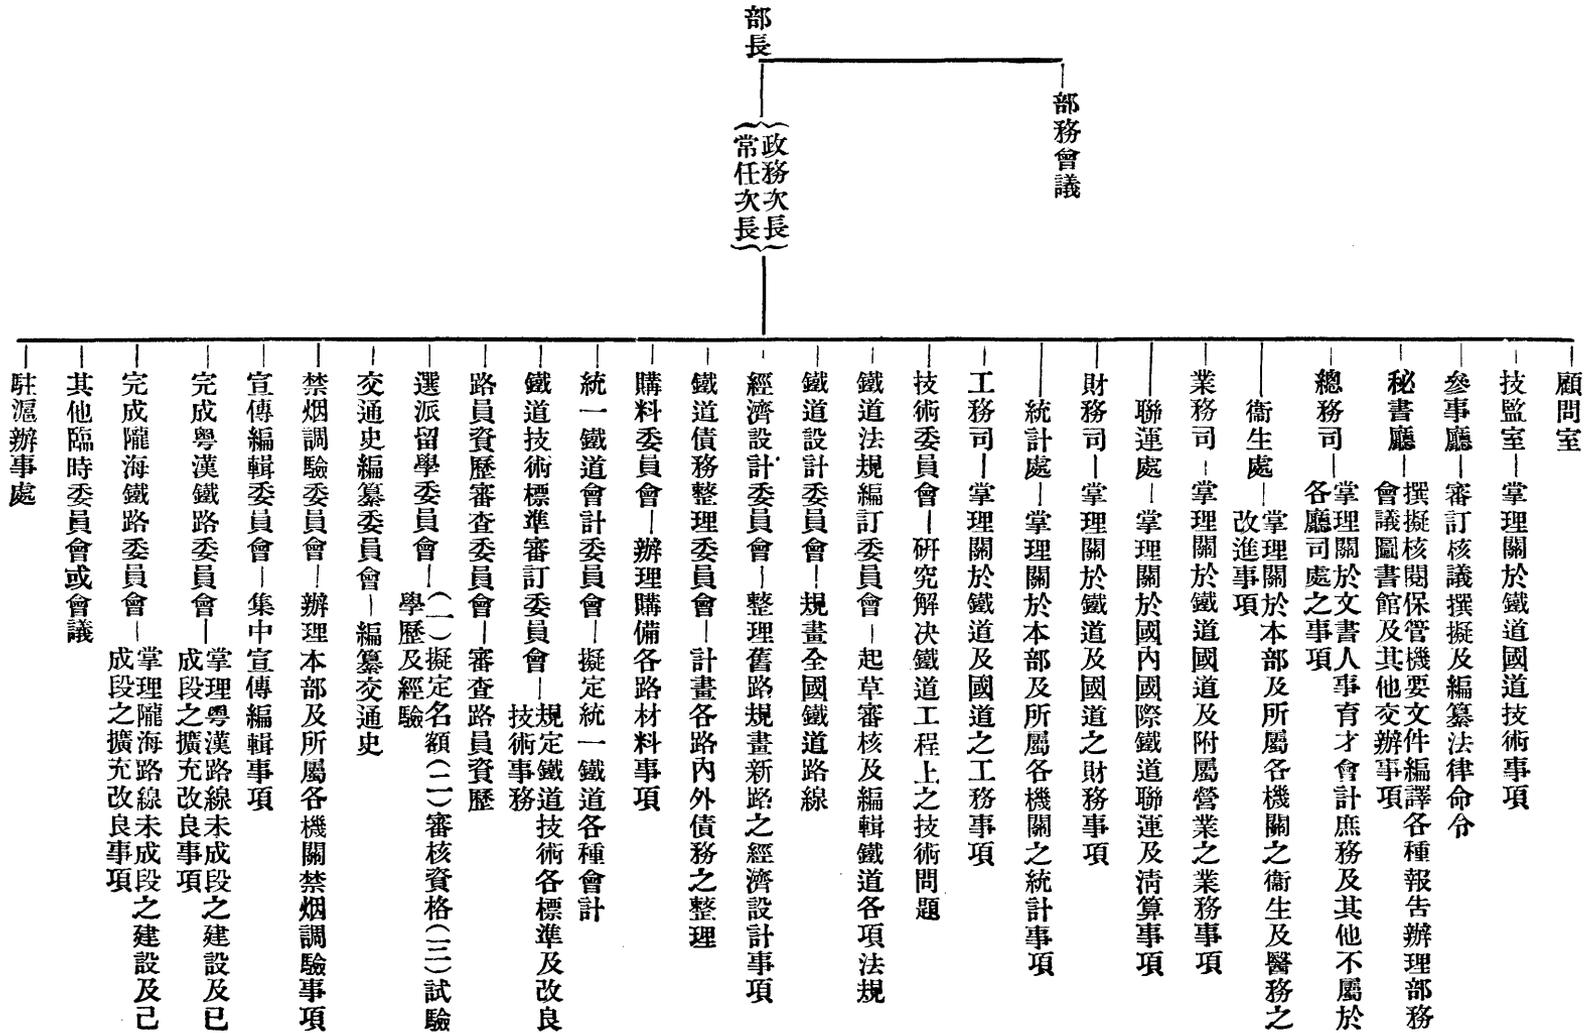 部長
部務會議
政務次長
常任次長
顧問室
技監室—掌理關於鐵道國道技術事項
參事廳—審訂核議撰擬及編纂法律命令
秘書廳—撰擬核閱保管機要文件編譯各種報告辦理部務
會議圖書館及其他交辦事項
總務司—掌理關於文書人事育才會計庶務及其他不屬於
各廳司處之事項
衞生處—掌理關於本部及所屬各機關之衞生及醫務之
改進事項
業務司—掌理關於鐵道國道及附屬營業之業務事項
聯運處—掌理關於國內國際鐵道聯運及淸算事項
財務司—掌理關於鐵道及國道之財務事項
統計處—掌理關於本部及所屬各機關之統計事項
工務司—掌理關於鐵道及國道之工務事項
技術委員會—研究解決鐵道工程上之技術問題
鐵道法規編訂委員會—起草審核及編輯鐵道各項法規
鐵道設計委員會—規畫全國鐵道路線
經濟設計委員會—整理舊路規畫新路之經濟設計事項
鐵道債務整理委員會—計畫各路內外債務之整理
購料委員會—辦理購備各路材料事項
統一鐵道會計委員會—擬定統一鐵道各種會計
鐵道技術標準審訂委員會—規定鐵道技術各標準及改良
技術事務
路員資歷審查委員會—審查路員資歷
選派留學委員會—(一)擬定名額(二)審核資格(三)試驗
學歷及經驗
交通史編纂委員會—編纂交通史
禁烟調驗委員會—辦理本部及所屬各機關禁烟調驗事項
宣傳編輯委員會—集中宣傳編輯事項
完成粵漢鐵路委員會—掌理粵漢路線未成段之建設及已
成段之擴充改良事項
完成隴海鐵路委員會—掌理隴海路線未成段之建設及已
成段之擴充改良事項
其他臨時委員會或會議
駐滬辦事處